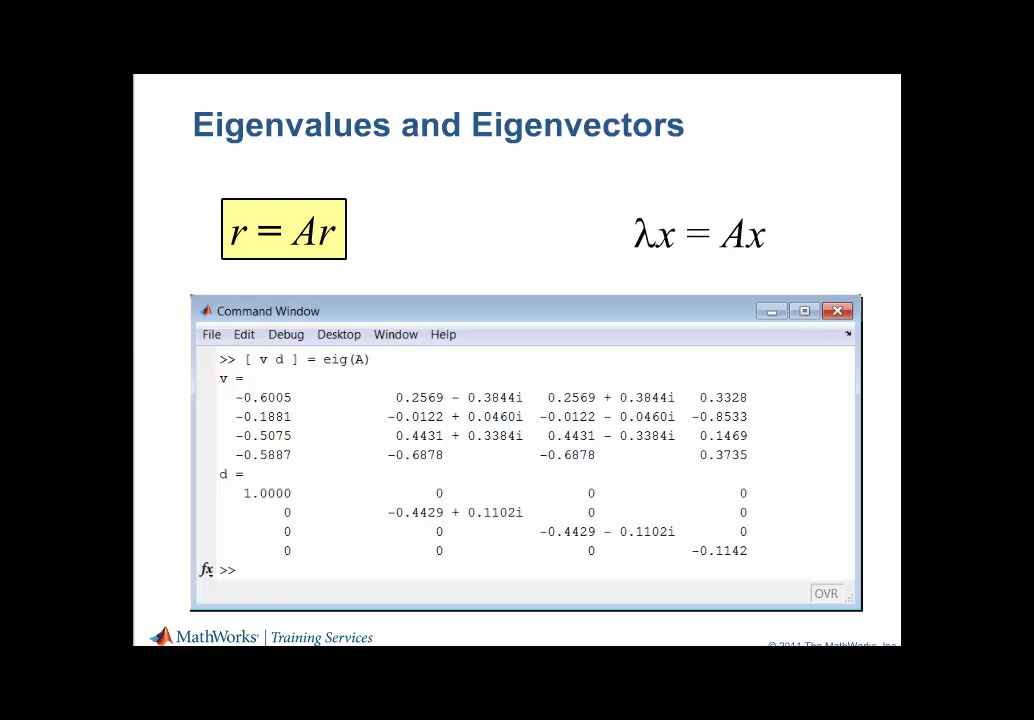 Eigenvalues and Eigenvectors
r = Ar
λx = Ax
Command Window
File Edit Debug Desktop Window Help
>> [ v d ] = eig(A)
v =
-0.6005 0.2569 - 0.3844i 0.2569 + 0.3844i 0.3328
-0.1881 -0.0122 + 0.0460i -0.0122 - 0.0460i -0.8533
-0.5075 0.4431 + 0.3384i 0.4431 - 0.3384i 0.1469
-0.5887 -0.6878 -0.6878 0.3735
d =
1.0000 0 0 0
0 -0.4429 + 0.1102i 0 0
0 0 -0.4429 - 0.1102i 0
0 0 0 -0.1142
fx >>
OVR
MathWorks® | Training Services
© 2011 The MathWorks, Inc